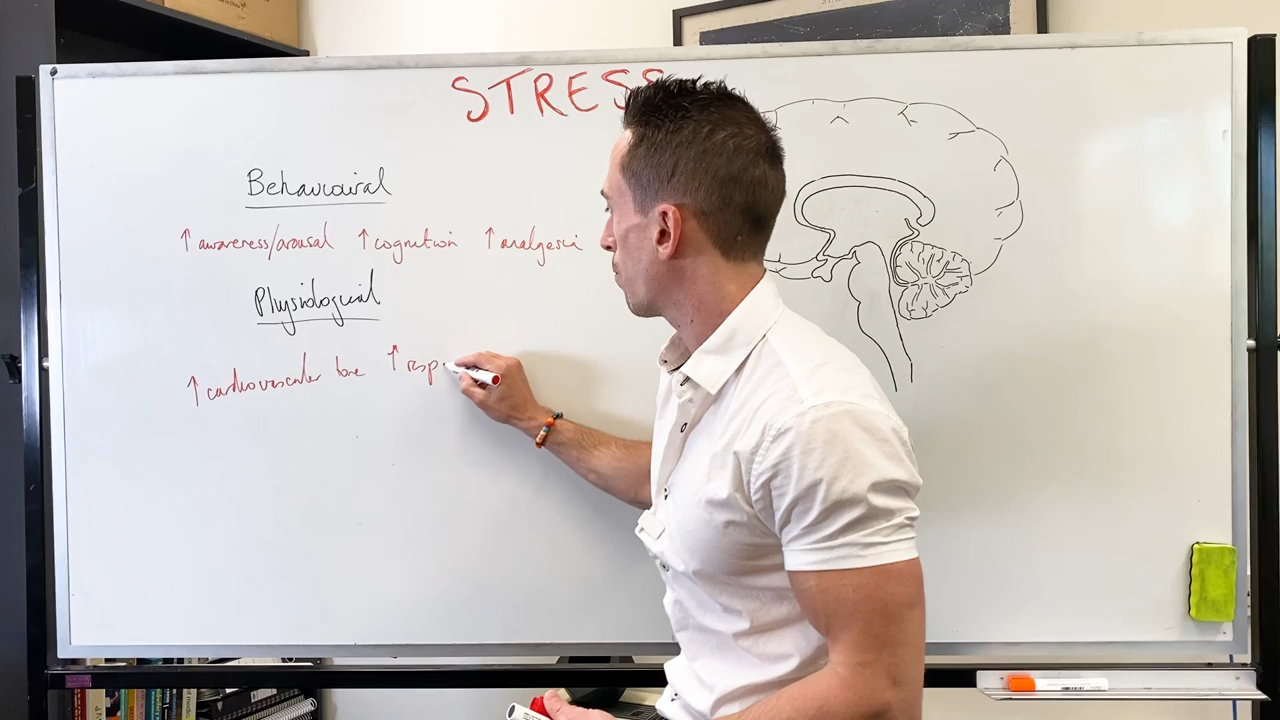 STRESS
Behavioural
↑ awareness/arousal ↑ cognition ↑ analgesia
Physiological
↑ cardiovascular tone ↑ resp